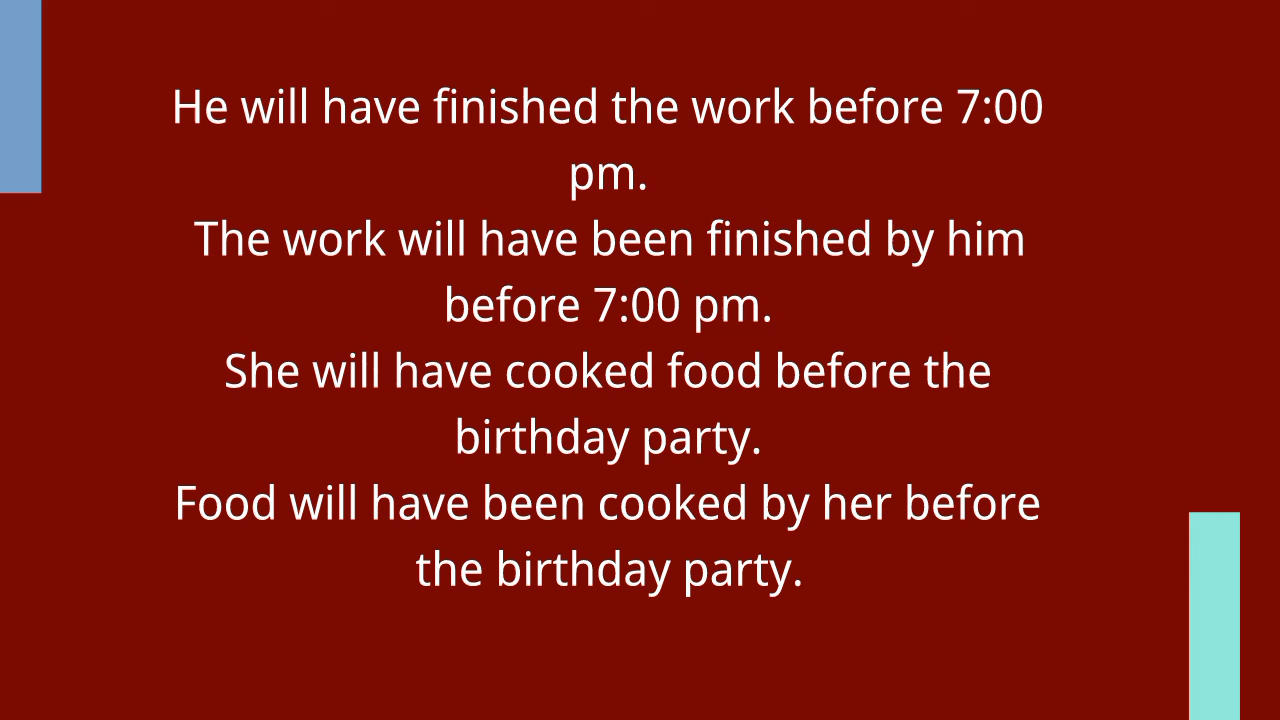 He will have finished the work before 7:00
pm.
The work will have been finished by him
before 7:00 pm.
She will have cooked food before the
birthday party.
Food will have been cooked by her before
the birthday party.